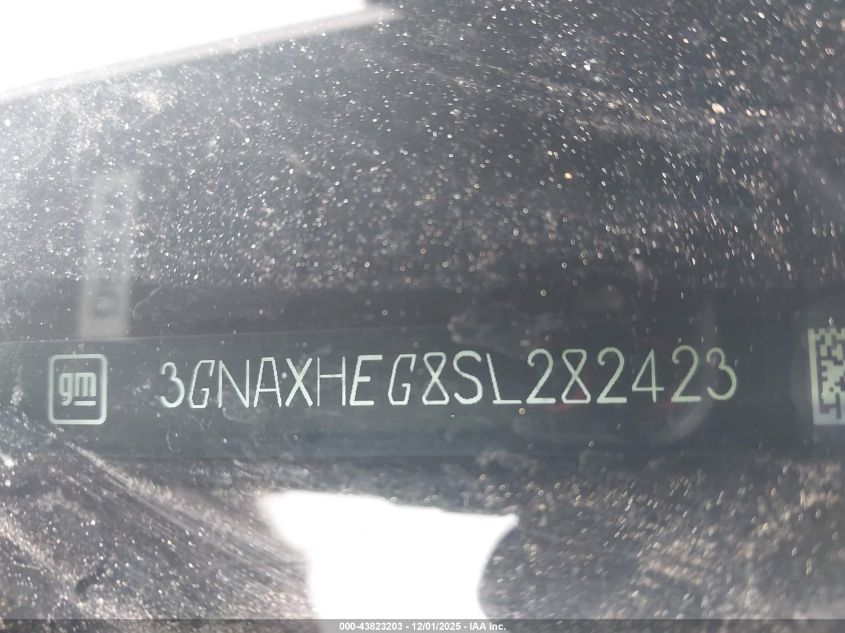 gm 3GNAXHEG8SL282423
000-43823203 - 12/01/2025 - IAA Inc.